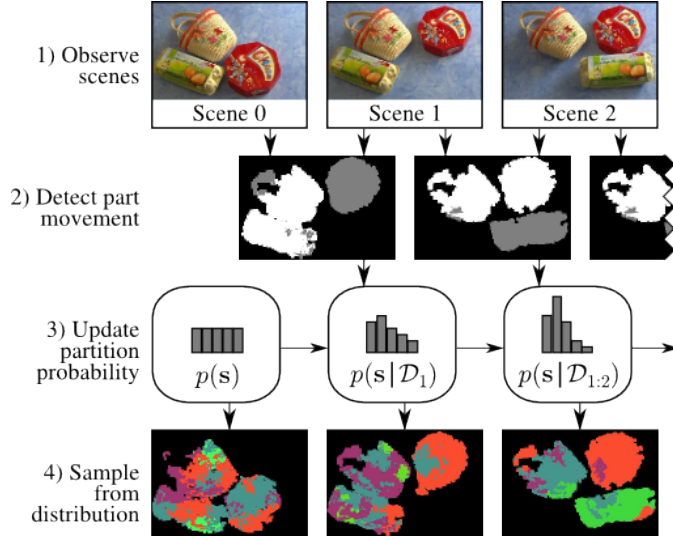 1) Observe
scenes
Scene 0
Scene 1
Scene 2
2) Detect part
movement
3) Update
partition
probability
p(s)
p(s | D₁)
p(s | D₁:₂)
4) Sample
from
distribution